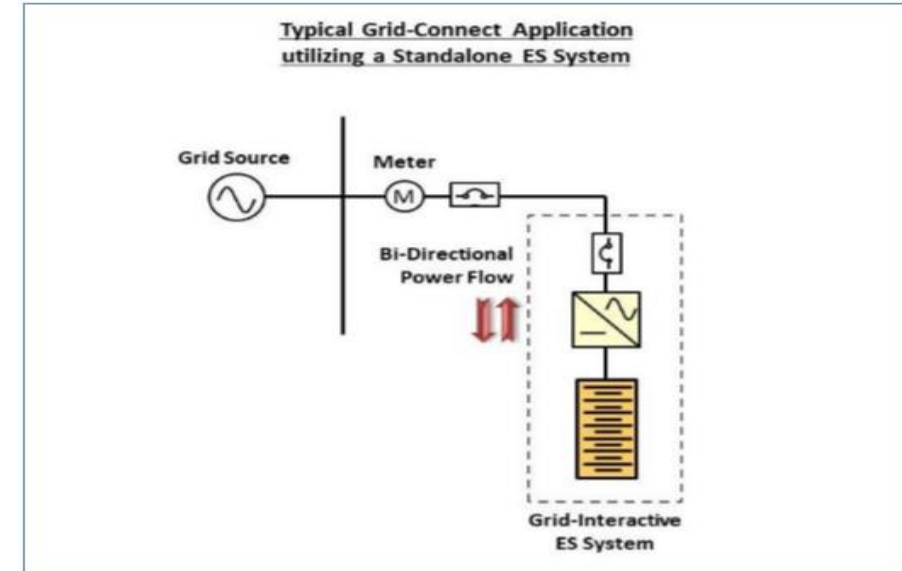 Typical Grid-Connect Application
utilizing a Standalone ES System
Grid Source
Meter
M
Bi-Directional
Power Flow
Grid-Interactive
ES System